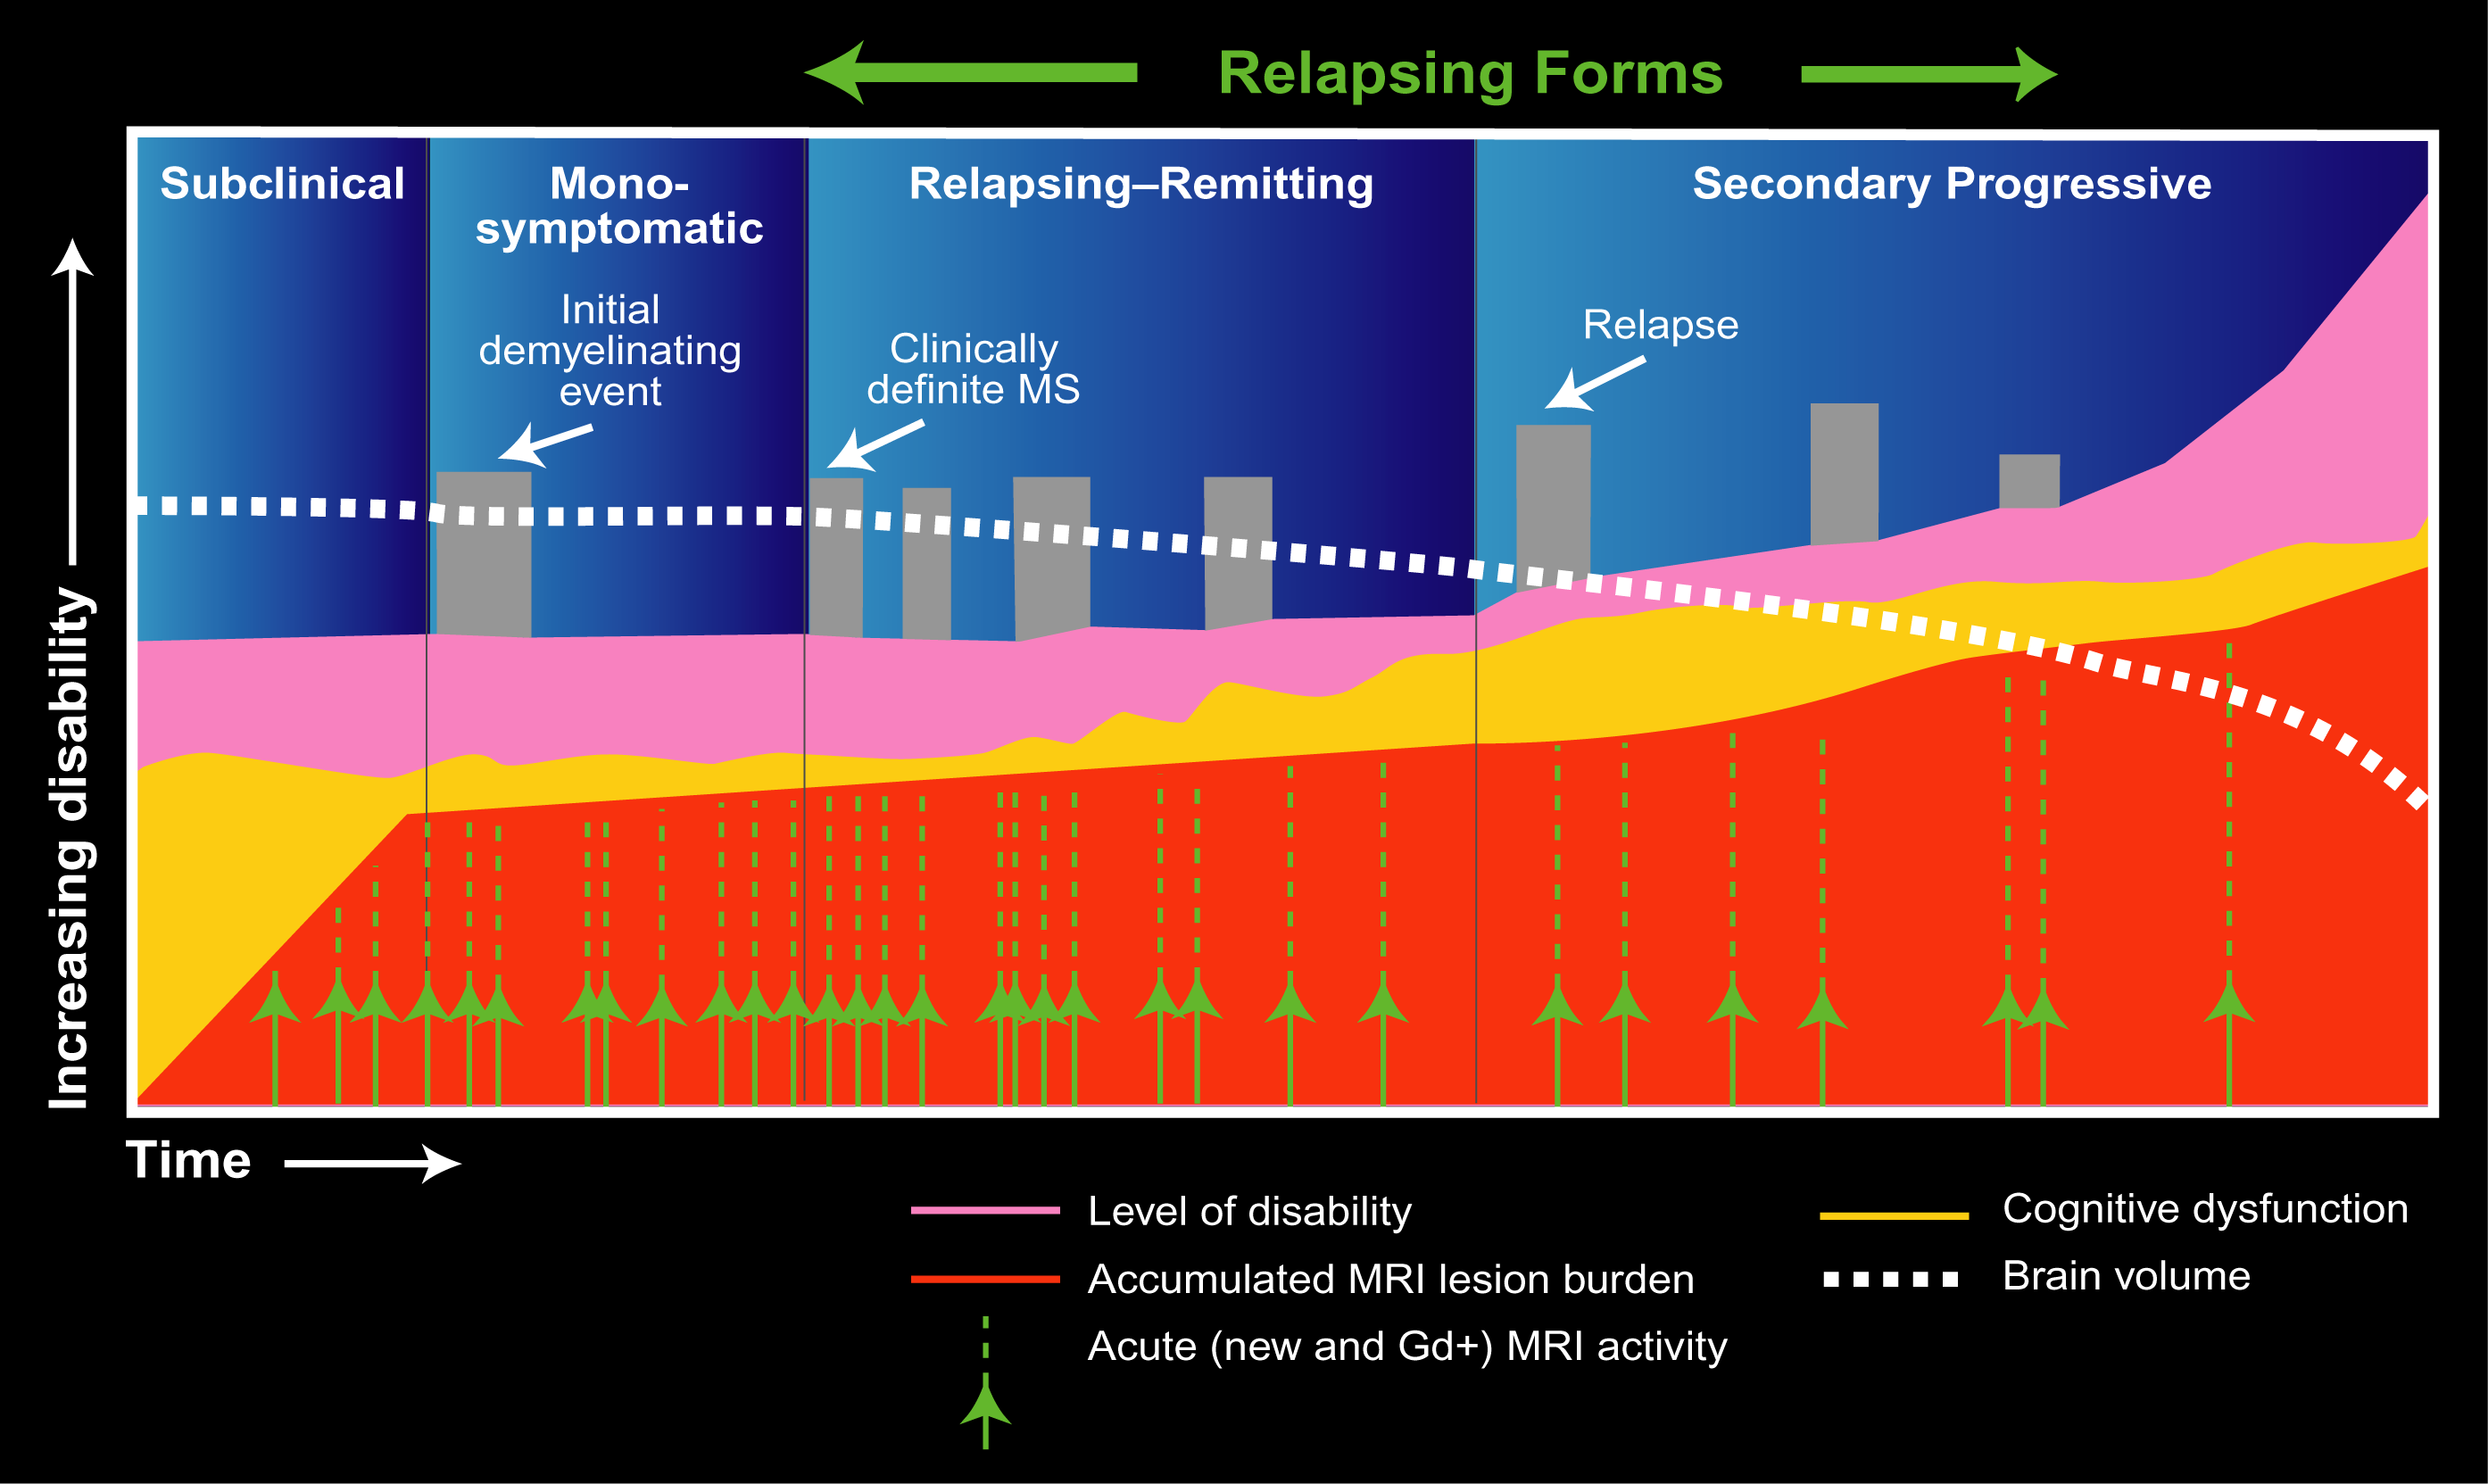 Relapsing Forms
Subclinical
Mono-
symptomatic
Relapsing–Remitting
Secondary Progressive
Initial
demyelinating
event
Clinically
definite MS
Relapse
Increasing disability
Time
Level of disability
Accumulated MRI lesion burden
Acute (new and Gd+) MRI activity
Cognitive dysfunction
Brain volume